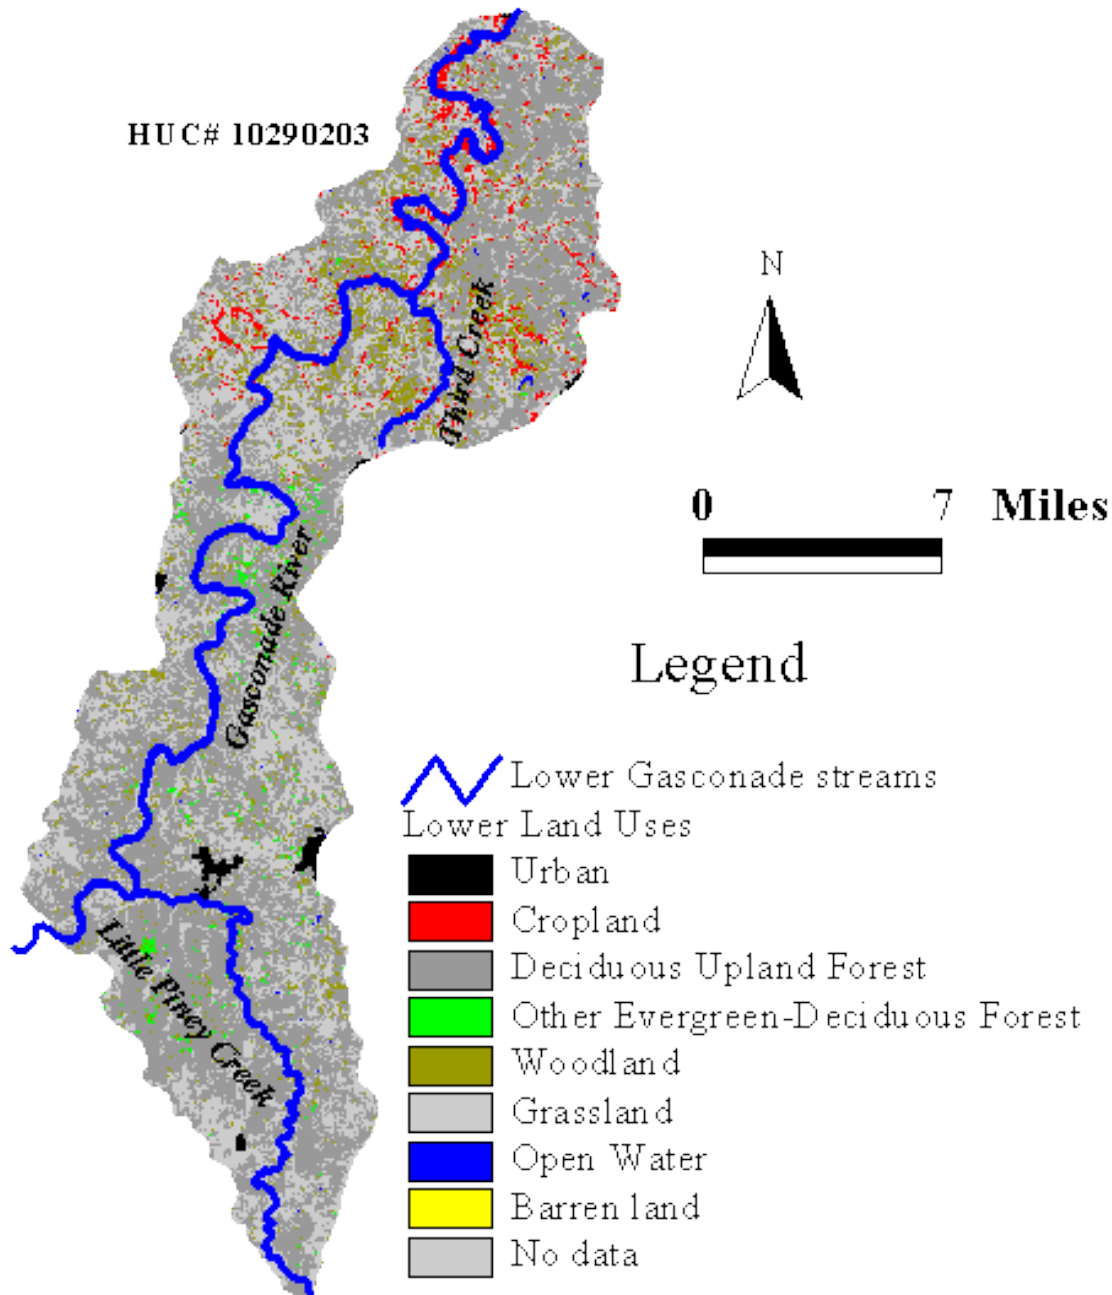 HUC# 10290203
N
Third Creek
0 7 Miles
Gasconade River
Legend
Lower Gasconade streams
Lower Land Uses
Urban
Cropland
Deciduous Upland Forest
Other Evergreen-Deciduous Forest
Woodland
Grassland
Open Water
Barren land
No data
Little Piney Creek